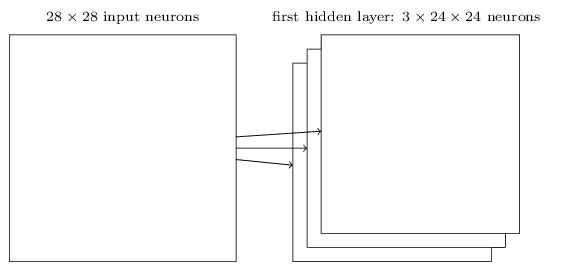 28 × 28 input neurons
first hidden layer: 3 × 24 × 24 neurons